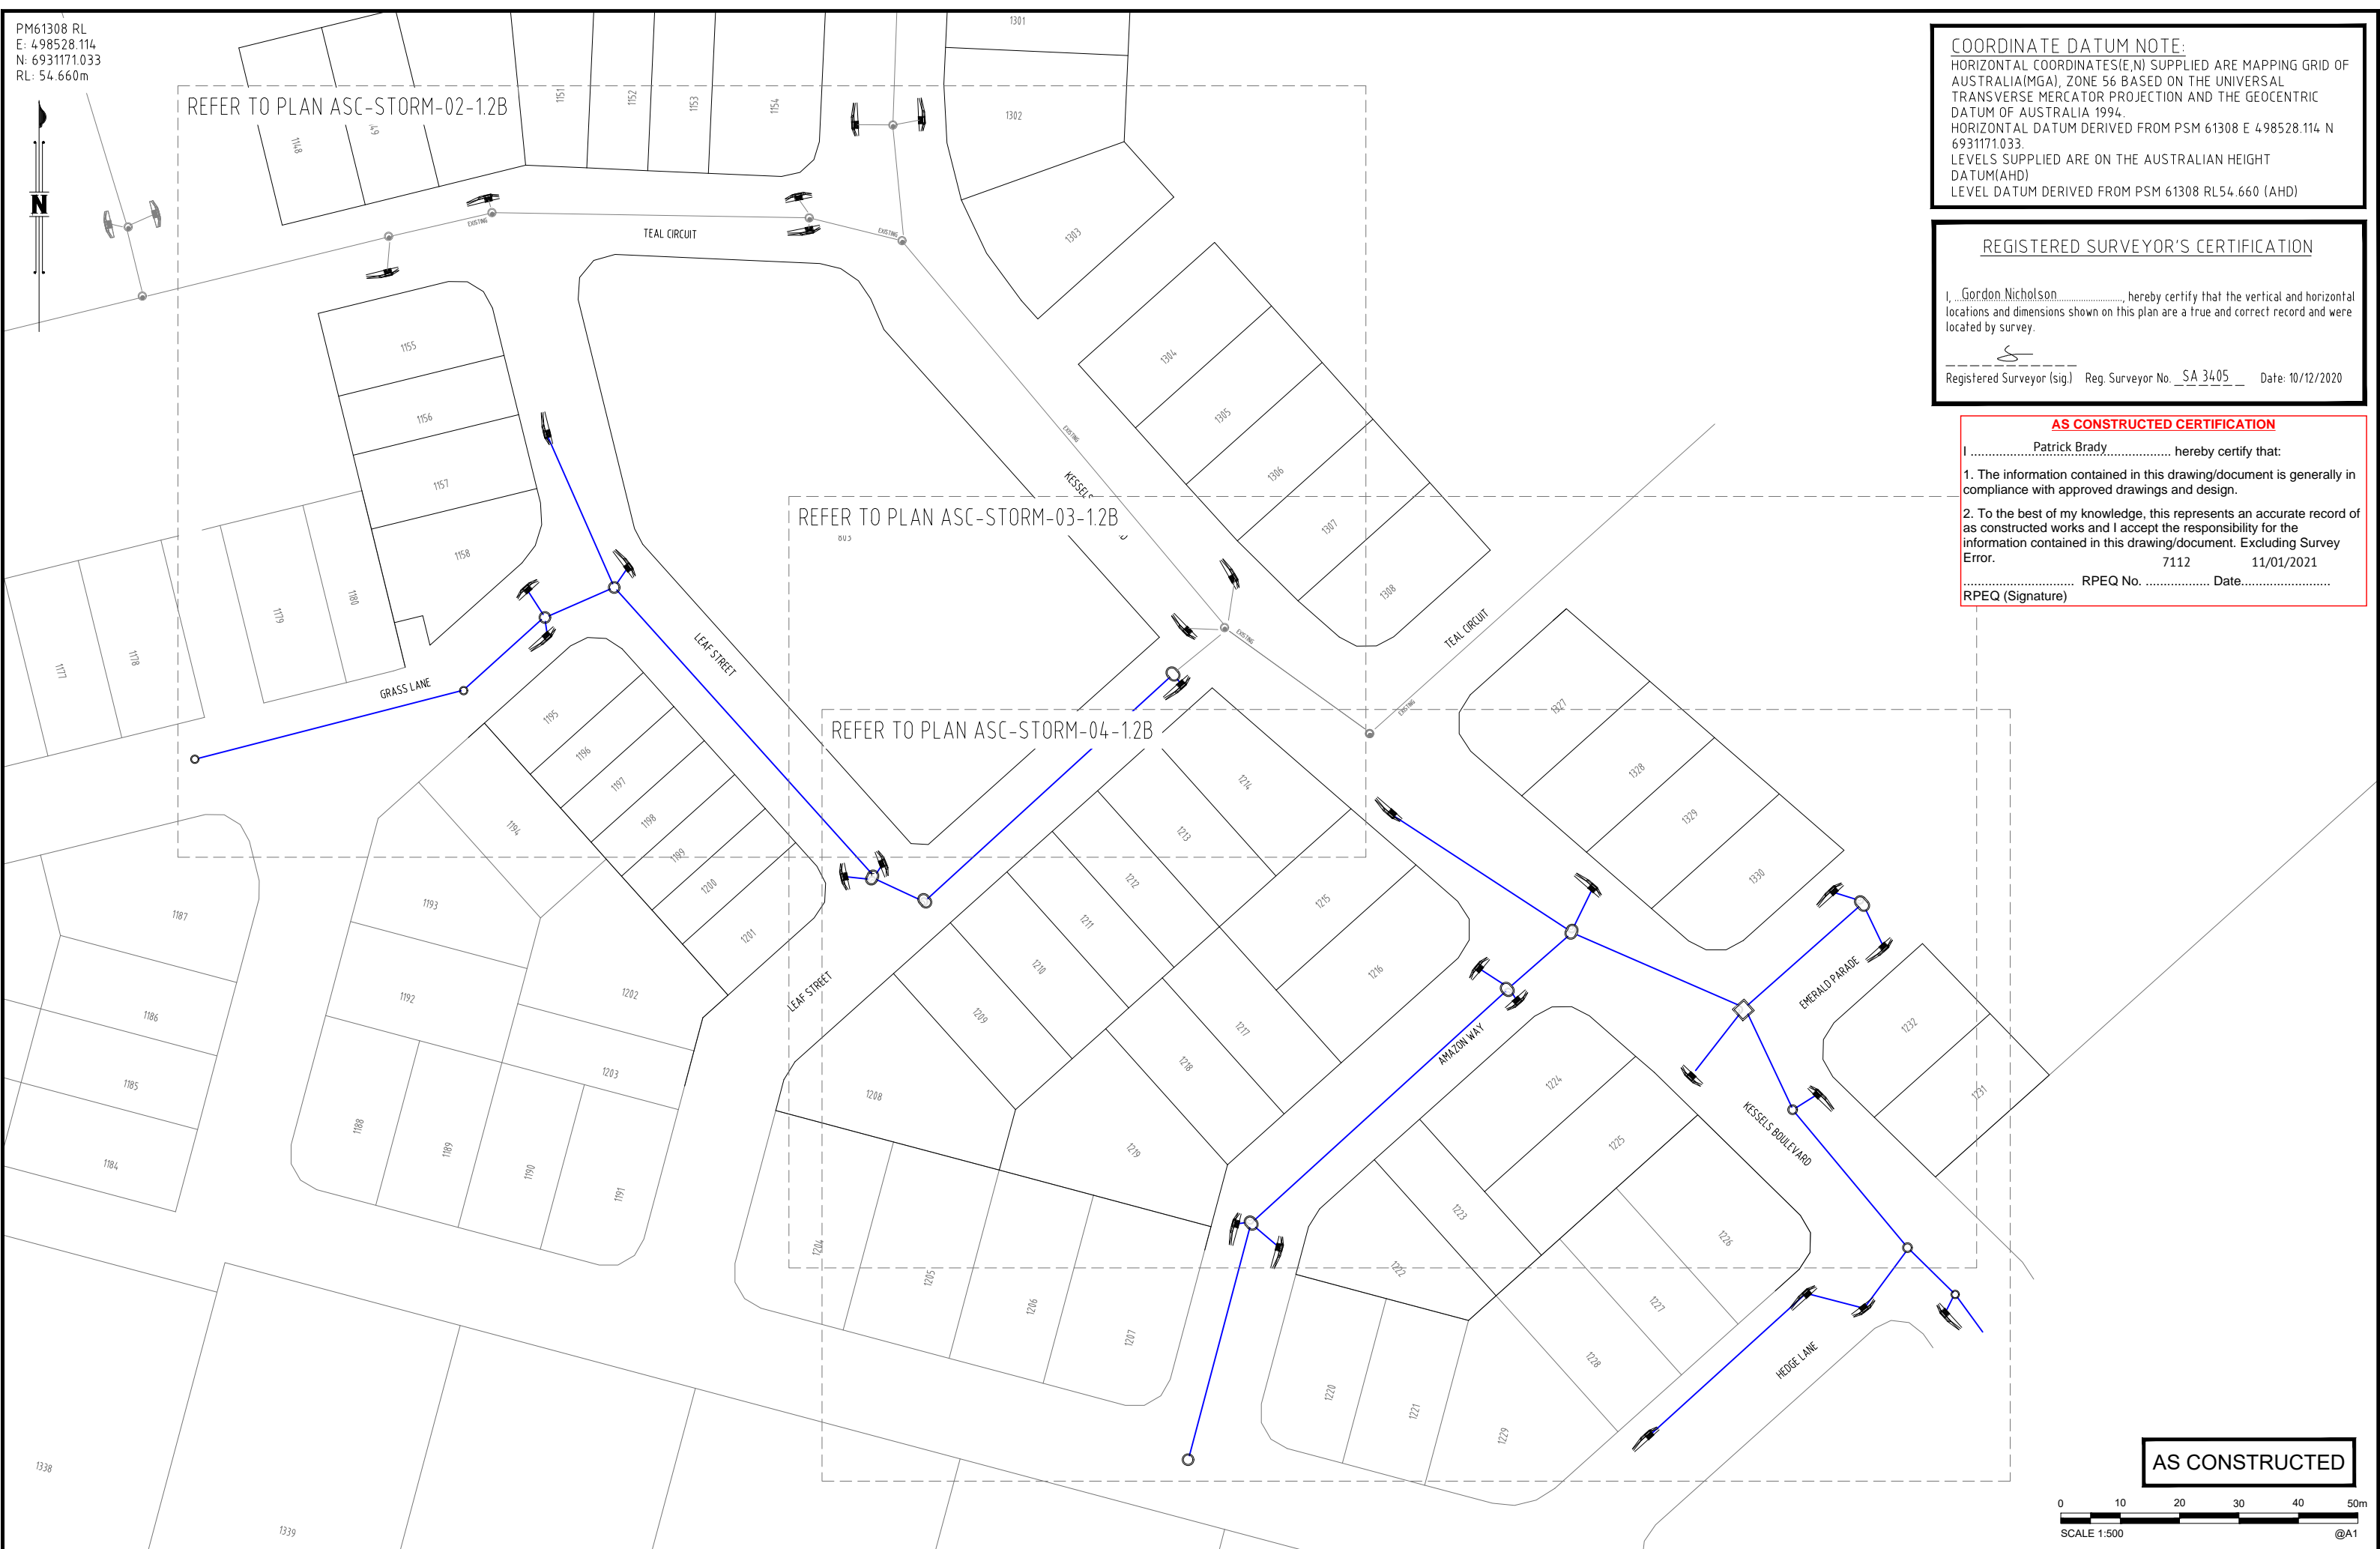 PM61308 RL
E: 498528.114
N: 6931171.033
RL: 54.660m
N
REFER TO PLAN ASC-STORM-02-1.2B
REFER TO PLAN ASC-STORM-03-1.2B
REFER TO PLAN ASC-STORM-04-1.2B
COORDINATE DATUM NOTE:
HORIZONTAL COORDINATES(E,N) SUPPLIED ARE MAPPING GRID OF
AUSTRALIA(MGA), ZONE 56 BASED ON THE UNIVERSAL
TRANSVERSE MERCATOR PROJECTION AND THE GEOCENTRIC
DATUM OF AUSTRALIA 1994.
HORIZONTAL DATUM DERIVED FROM PSM 61308 E 498528.114 N
6931171.033.
LEVELS SUPPLIED ARE ON THE AUSTRALIAN HEIGHT
DATUM(AHD)
LEVEL DATUM DERIVED FROM PSM 61308 RL54.660 (AHD)
REGISTERED SURVEYOR'S CERTIFICATION
I, Gordon Nicholson, hereby certify that the vertical and horizontal
locations and dimensions shown on this plan are a true and correct record and were
located by survey.
Registered Surveyor (sig.) Reg. Surveyor No. SA 3405 Date: 10/12/2020
AS CONSTRUCTED CERTIFICATION
I Patrick Brady hereby certify that:
1. The information contained in this drawing/document is generally in
compliance with approved drawings and design.
2. To the best of my knowledge, this represents an accurate record of
as constructed works and I accept the responsibility for the
information contained in this drawing/document. Excluding Survey
Error. 7112 11/01/2021
RPEQ No. Date
RPEQ (Signature)
1301
1302
1303
1148
1151
1152
1153
1154
EXISTING
TEAL CIRCUIT
EXISTING
1155
1156
1157
1158
1304
1305
1306
1307
1308
EXISTING
KESSELS
EXISTING
TEAL CIRCUIT
EXISTING
1177
1178
1179
1180
GRASS LANE
LEAF STREET
1195
1196
1197
1198
1199
1200
1201
1194
1193
1192
1202
1203
1188
1189
1190
1191
1187
1186
1185
1184
LEAF STREET
1214
1213
1212
1211
1210
1209
1208
1215
1216
1217
1218
1219
1204
1205
1206
1207
1327
1328
1329
1330
EMERALD PARADE
1232
1231
AMAZON WAY
KESSELS BOULEVARD
1224
1225
1223
1222
1226
1227
1228
1220
1221
1229
HEDGE LANE
1338
1339
AS CONSTRUCTED
0 10 20 30 40 50m
SCALE 1:500 @A1